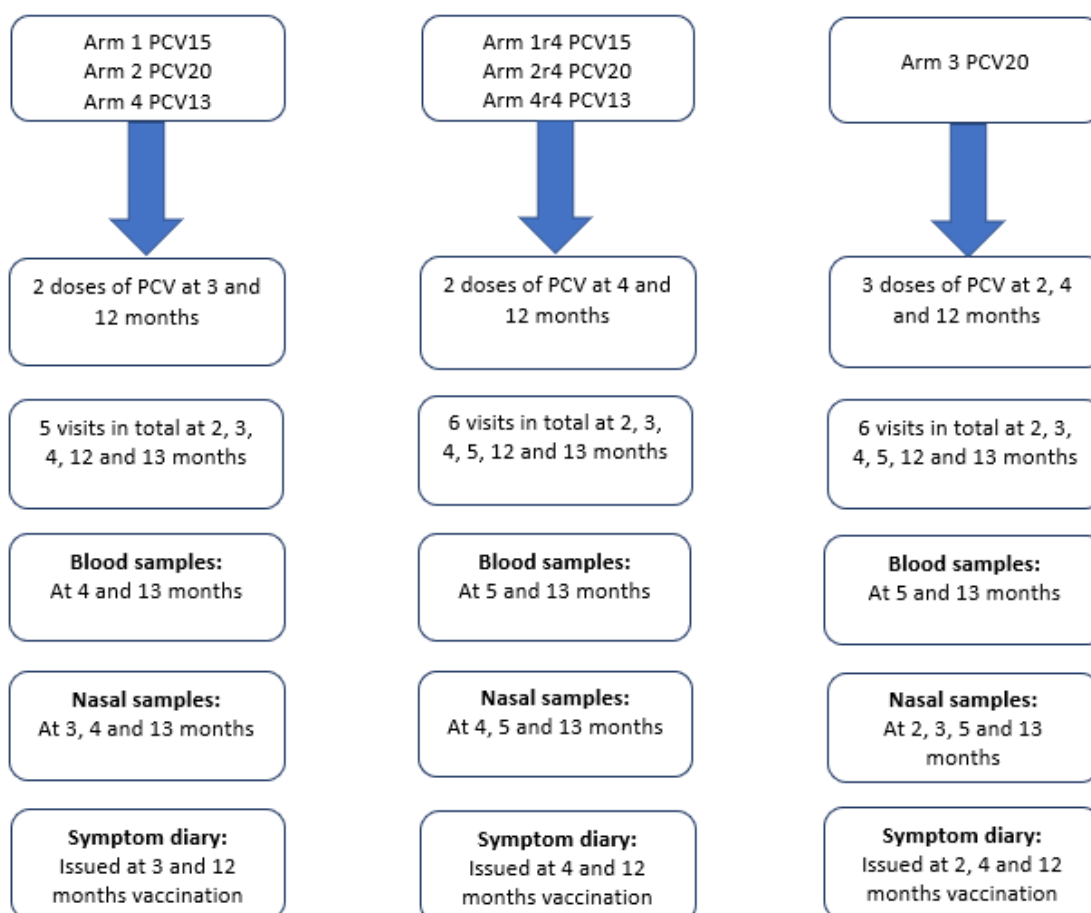 Arm 1 PCV15
Arm 2 PCV20
Arm 4 PCV13
Arm 1r4 PCV15
Arm 2r4 PCV20
Arm 4r4 PCV13
Arm 3 PCV20
2 doses of PCV at 3 and
12 months
2 doses of PCV at 4 and
12 months
3 doses of PCV at 2, 4
and 12 months
5 visits in total at 2, 3,
4, 12 and 13 months
6 visits in total at 2, 3,
4, 5, 12 and 13 months
6 visits in total at 2, 3,
4, 5, 12 and 13 months
Blood samples:
At 4 and 13 months
Blood samples:
At 5 and 13 months
Blood samples:
At 5 and 13 months
Nasal samples:
At 3, 4 and 13 months
Nasal samples:
At 4, 5 and 13 months
Nasal samples:
At 2, 3, 5 and 13
months
Symptom diary:
Issued at 3 and 12
months vaccination
Symptom diary:
Issued at 4 and 12
months vaccination
Symptom diary:
Issued at 2, 4 and 12
months vaccination